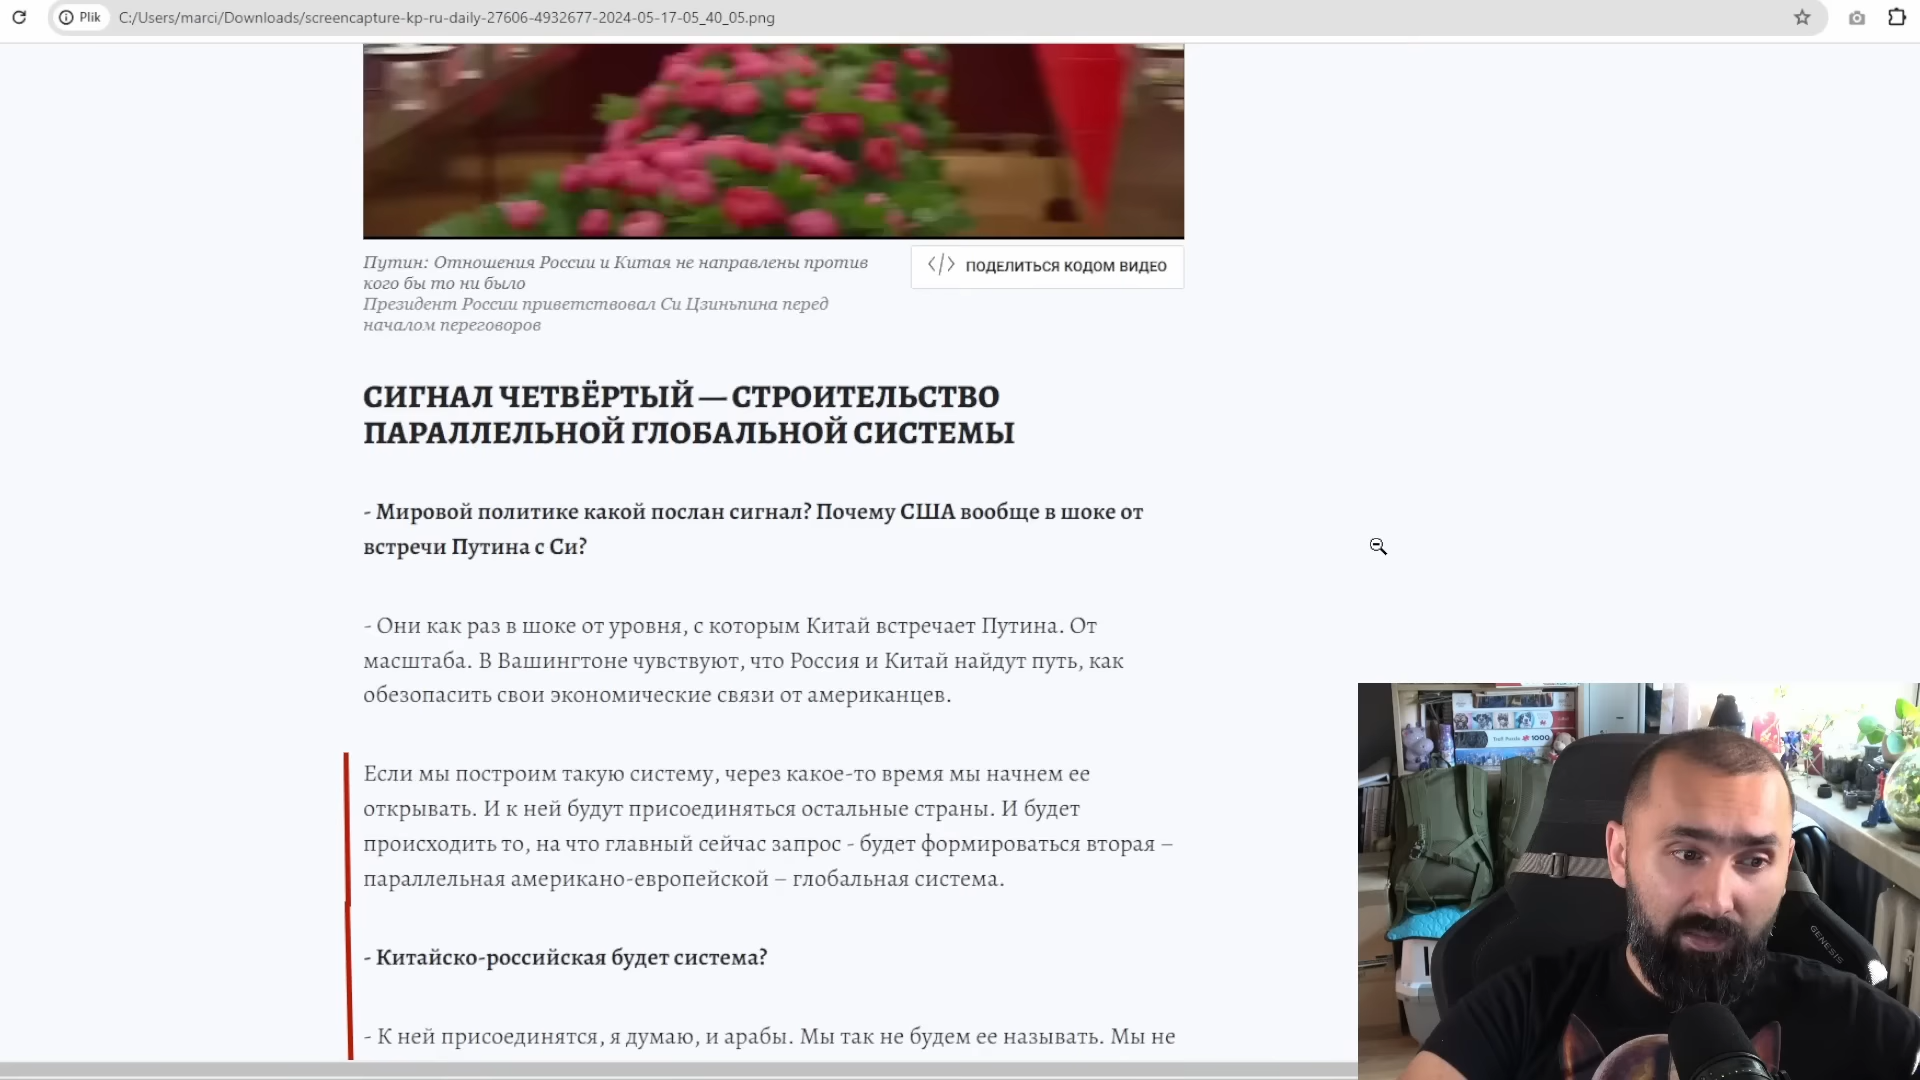 Plik
C:/Users/marci/Downloads/screencapture-kp-ru-daily-27606-4932677-2024-05-17-05_40_05.png
Путин: Отношения России и Китая не направлены против
кого бы то ни было
Президент России приветствовал Си Цзиньпина перед
началом переговоров
ПОДЕЛИТЬСЯ КОДОМ ВИДЕО
СИГНАЛ ЧЕТВЁРТЫЙ — СТРОИТЕЛЬСТВО
ПАРАЛЛЕЛЬНОЙ ГЛОБАЛЬНОЙ СИСТЕМЫ
- Мировой политике какой послан сигнал? Почему США вообще в шоке от
встречи Путина с Си?
- Они как раз в шоке от уровня, с которым Китай встречает Путина. От
масштаба. В Вашингтоне чувствуют, что Россия и Китай найдут путь, как
обезопасить свои экономические связи от американцев.
Если мы построим такую систему, через какое-то время мы начнем ее
открывать. И к ней будут присоединяться остальные страны. И будет
происходить то, на что главный сейчас запрос - будет формироваться вторая –
параллельная американо-европейской – глобальная система.
- Китайско-российская будет система?
- К ней присоединятся, я думаю, и арабы. Мы так не будем ее называть. Мы не
Trefl Puzzle 1000
GENESIS